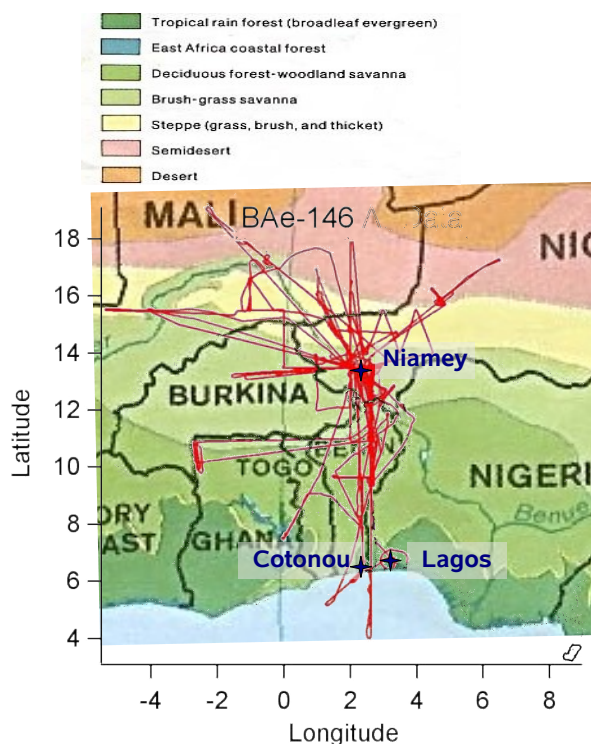 Tropical rain forest (broadleaf evergreen)
East Africa coastal forest
Deciduous forest-woodland savanna
Brush-grass savanna
Steppe (grass, brush, and thicket)
Semidesert
Desert
MALI BAe-146
NIG
18
16
14
12
10
8
6
4
Latitude
Niamey
BURKINA
TOGO
NIGERI
Benue
ORY
AST
GHANA
Cotonou
Lagos
-4 -2 0 2 4 6 8
Longitude